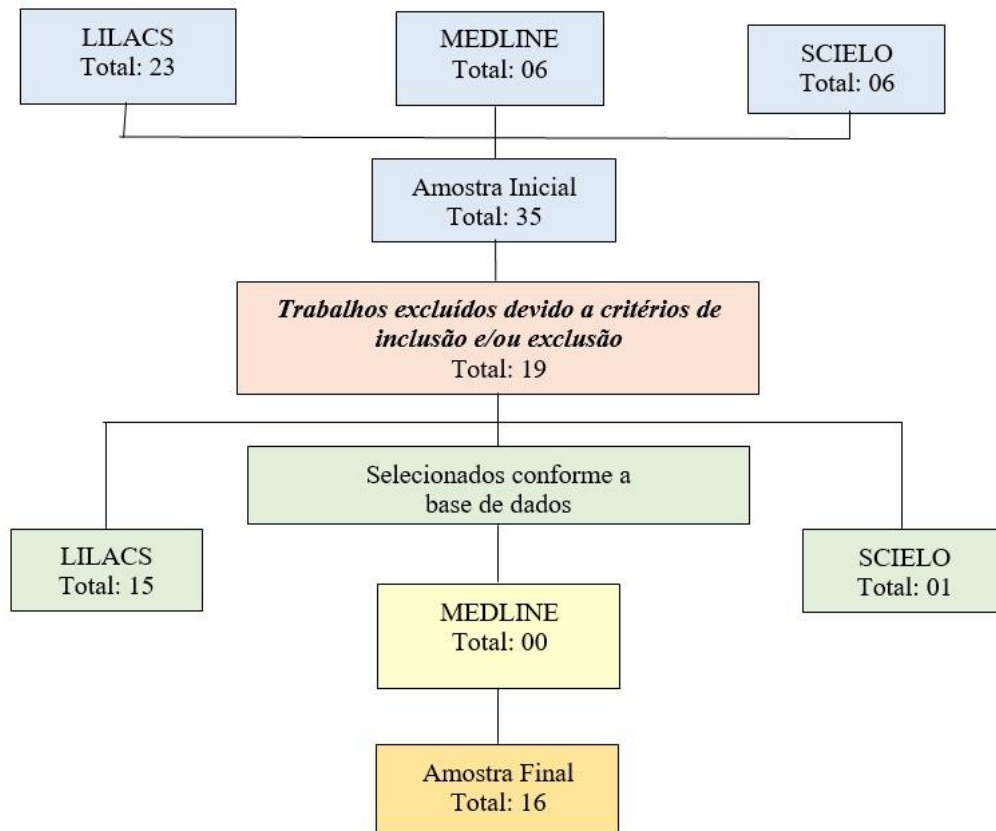 LILACS
Total: 23
MEDLINE
Total: 06
SCIELO
Total: 06
Amostra Inicial
Total: 35
Trabalhos excluídos devido a critérios de
inclusão e/ou exclusão
Total: 19
Selecionados conforme a
base de dados
LILACS
Total: 15
SCIELO
Total: 01
MEDLINE
Total: 00
Amostra Final
Total: 16